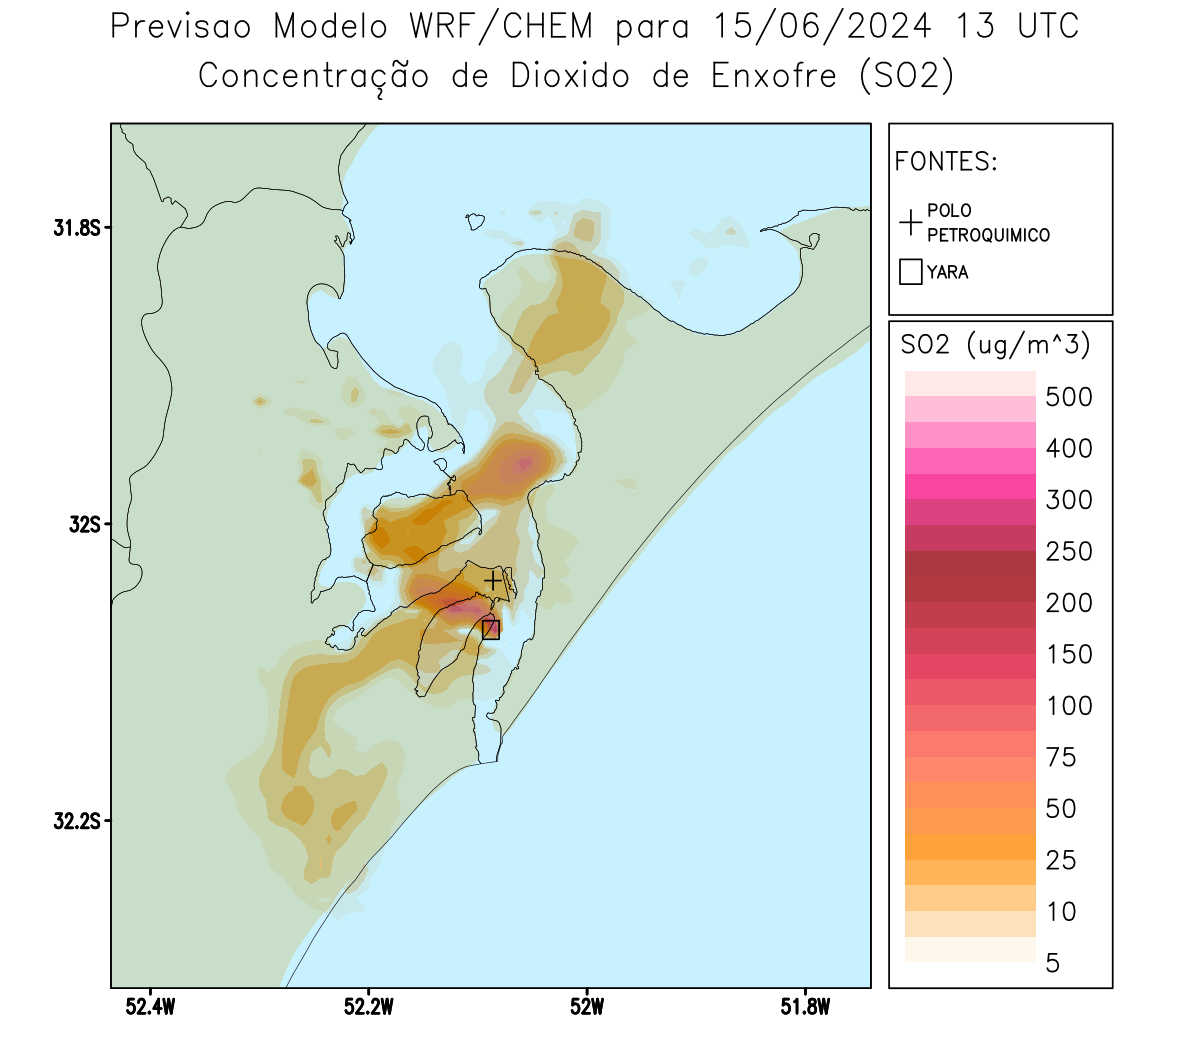 Previsao Modelo WRF/CHEM para 15/06/2024 13 UTC
Concentração de Dioxido de Enxofre (SO2)
FONTES:
POLO
PETROQUIMICO
YARA
SO2 (ug/m^3)
500
400
300
250
200
150
100
75
50
25
10
5
31.8S
32S
32.2S
52.4W
52.2W
52W
51.8W